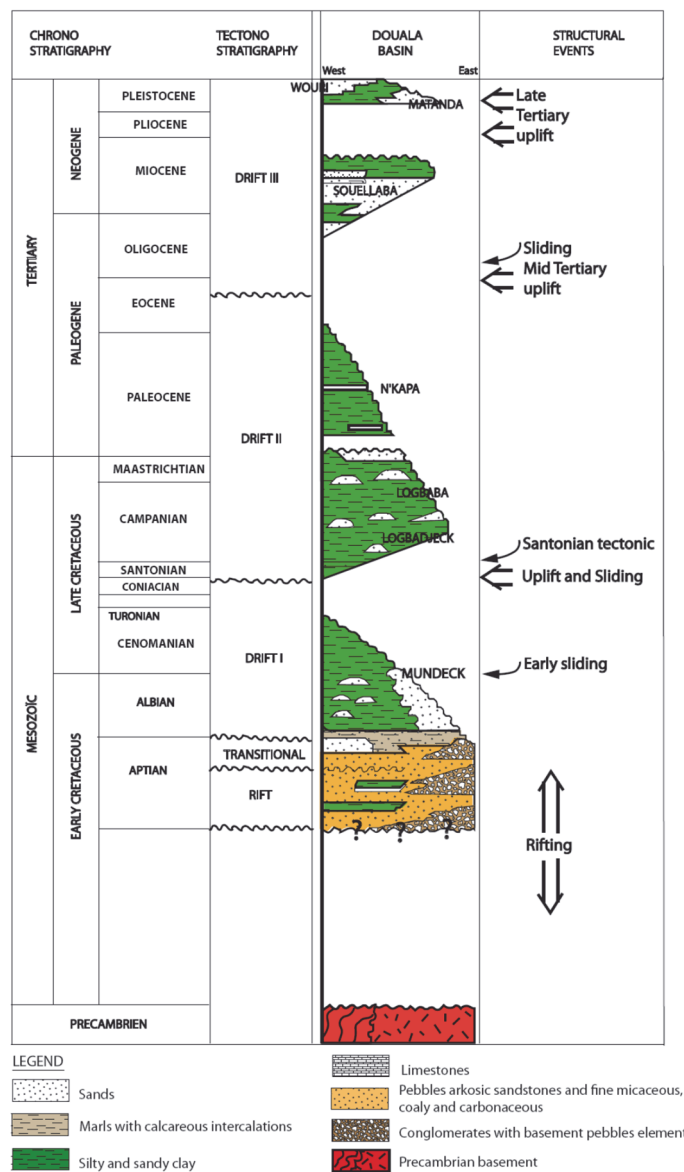 CHRONO STRATIGRAPHY
TECTONO STRATIGRAPHY
DOUALA BASIN
STRUCTURAL EVENTS
West East
TERTIARY
MESOZOÏC
NEOGENE
PALEOGENE
LATE CRETACEOUS
EARLY CRETACEOUS
PLEISTOCENE
PLIOCENE
MIOCENE
OLIGOCENE
EOCENE
PALEOCENE
MAASTRICHTIAN
CAMPANIAN
SANTONIAN
CONIACIAN
TURONIAN
CENOMANIAN
ALBIAN
APTIAN
PRECAMBRIEN
DRIFT III
DRIFT II
DRIFT I
TRANSITIONAL
RIFT
WOURI
MATANDA
SOUELLABA
N'KAPA
LOGBABA
LOGBADJECK
MUNDECK
? ? ?
Late
Tertiary
uplift
Sliding
Mid Tertiary
uplift
Santonian tectonic
Uplift and Sliding
Early sliding
Rifting
LEGEND
Sands
Marls with calcareous intercalations
Silty and sandy clay
Limestones
Pebbles arkosic sandstones and fine micaceous,
coaly and carbonaceous
Conglomerates with basement pebbles element
Precambrian basement